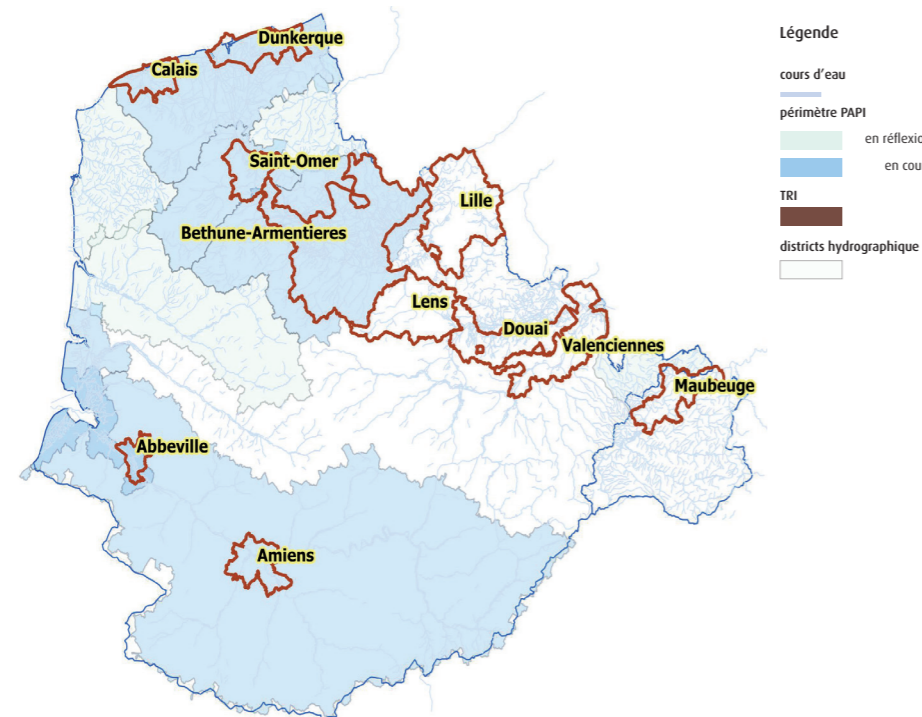 Dunkerque
Calais
Saint-Omer
Lille
Bethune-Armentieres
Lens
Douai
Valenciennes
Maubeuge
Abbeville
Amiens
Légende
cours d'eau
périmètre PAPI
en réflexio
en cou
TRI
districts hydrographique